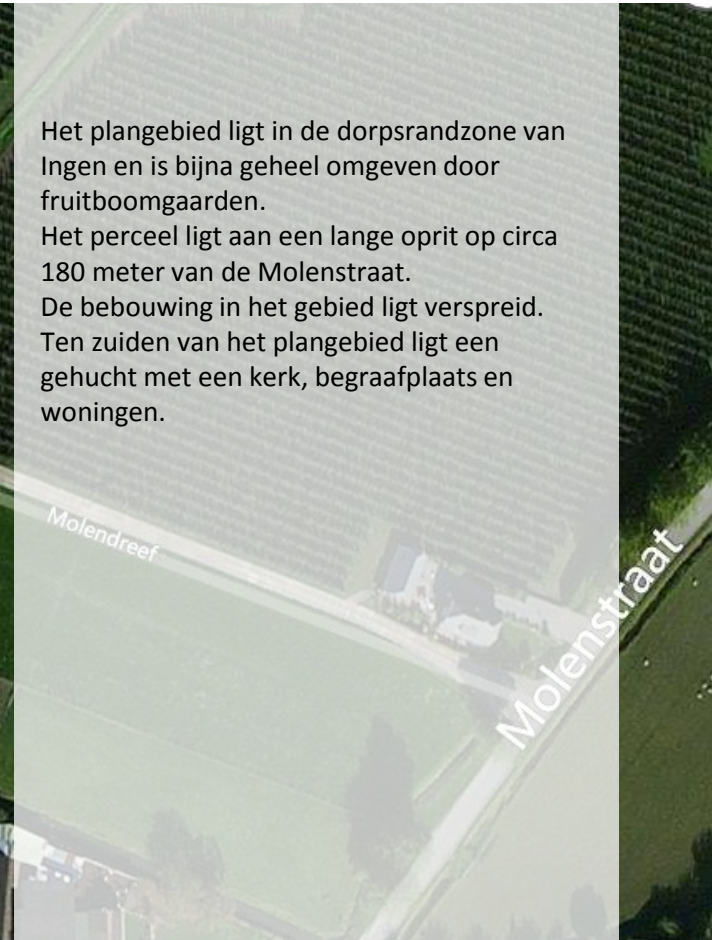 Het plangebied ligt in de dorpsrandzone van
Ingen en is bijna geheel omgeven door
fruitboomgaarden.
Het perceel ligt aan een lange oprit op circa
180 meter van de Molenstraat.
De bebouwing in het gebied ligt verspreid.
Ten zuiden van het plangebied ligt een
gehucht met een kerk, begraafplaats en
woningen.
Molendreef
Molenstraat